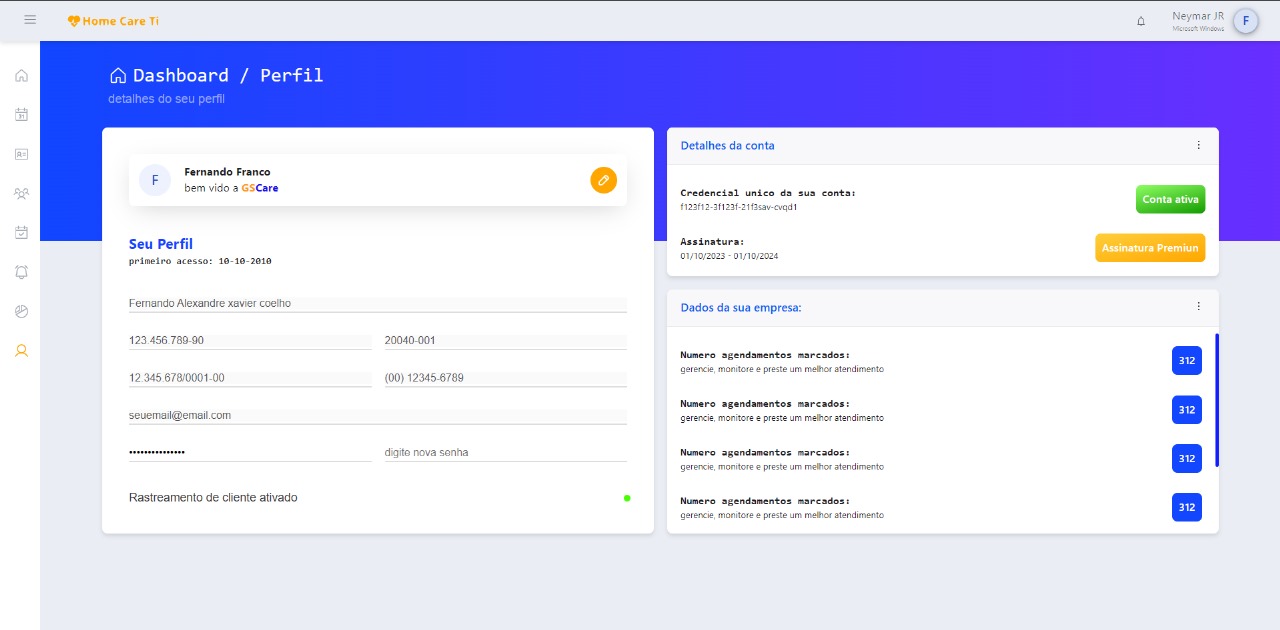 Home Care Ti
Neymar JR
Microsoft Windows
F
Dashboard / Perfil
detalhes do seu perfil
F
Fernando Franco
bem vido a GSCare
Seu Perfil
primeiro acesso: 10-10-2010
Fernando Alexandre xavier coelho
123.456.789-90
20040-001
12.345.678/0001-00
(00) 12345-6789
seuemail@email.com
••••••••••••••
digite nova senha
Rastreamento de cliente ativado
Detalhes da conta
Credencial unico da sua conta:
f123f12-3f123f-21f3sav-cvqd1
Conta ativa
Assinatura:
01/10/2023 - 01/10/2024
Assinatura Premiun
Dados da sua empresa:
Numero agendamentos marcados:
gerencie, monitore e preste um melhor atendimento
312
Numero agendamentos marcados:
gerencie, monitore e preste um melhor atendimento
312
Numero agendamentos marcados:
gerencie, monitore e preste um melhor atendimento
312
Numero agendamentos marcados:
gerencie, monitore e preste um melhor atendimento
312